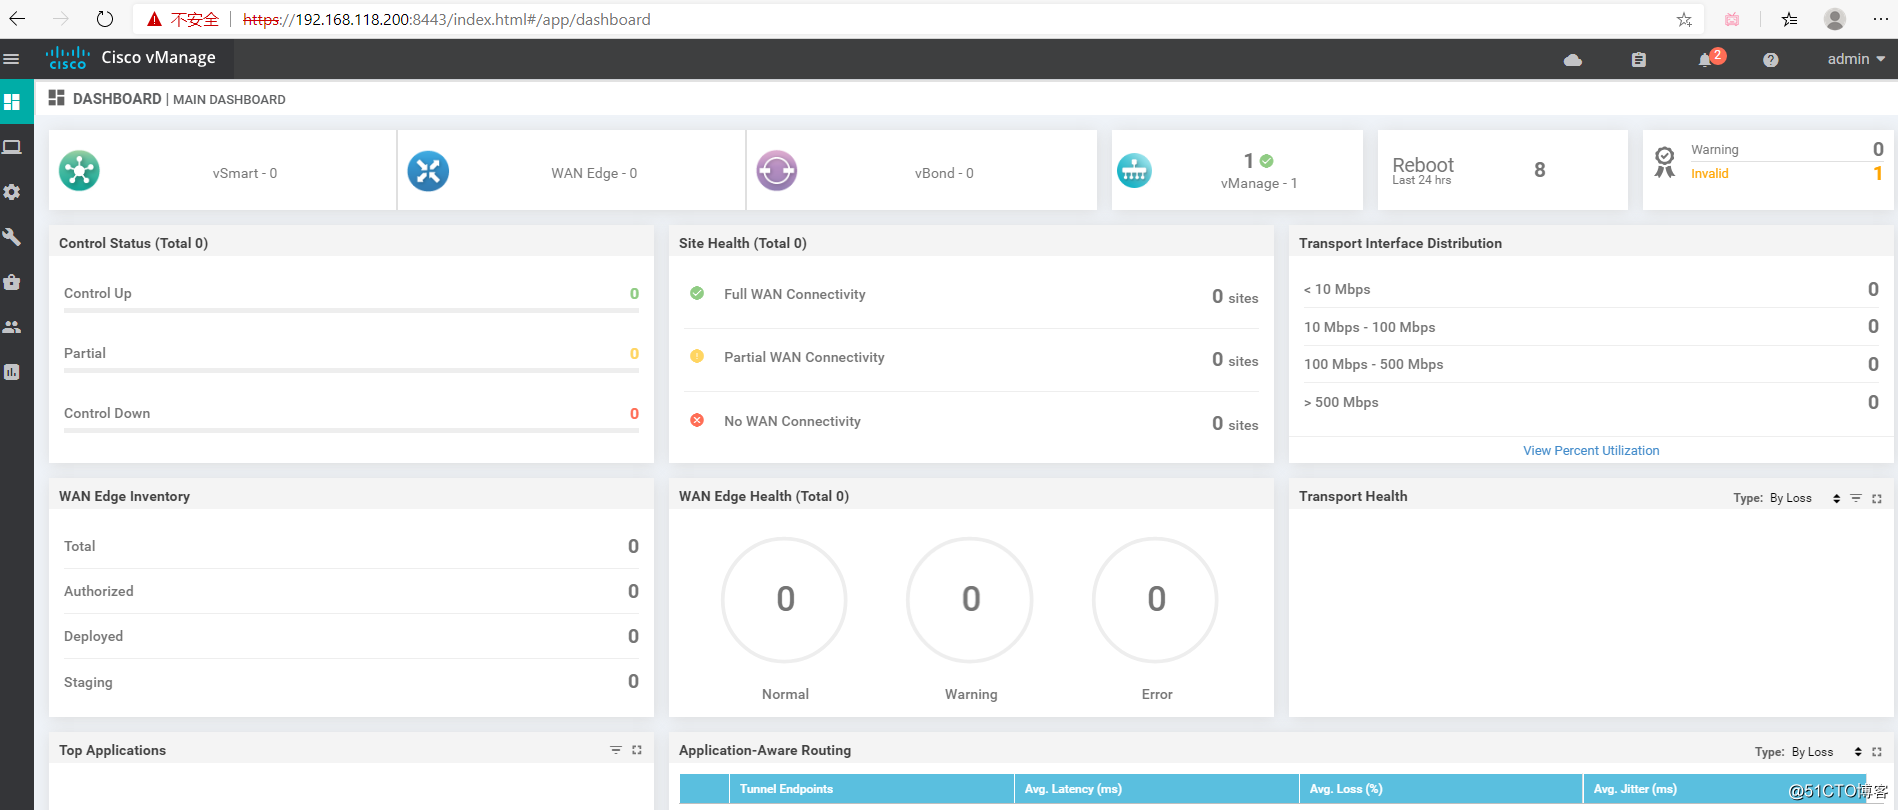 不安全 https://192.168.118.200:8443/index.html#/app/dashboard
cisco Cisco vManage 2 admin
DASHBOARD | MAIN DASHBOARD
vSmart - 0
WAN Edge - 0
vBond - 0
1
vManage - 1
Reboot
Last 24 hrs
8
Warning 0
Invalid 1
Control Status (Total 0)
Control Up 0
Partial 0
Control Down 0
Site Health (Total 0)
Full WAN Connectivity 0 sites
Partial WAN Connectivity 0 sites
No WAN Connectivity 0 sites
Transport Interface Distribution
< 10 Mbps 0
10 Mbps - 100 Mbps 0
100 Mbps - 500 Mbps 0
> 500 Mbps 0
View Percent Utilization
WAN Edge Inventory
Total 0
Authorized 0
Deployed 0
Staging 0
WAN Edge Health (Total 0)
0 0 0
Normal Warning Error
Transport Health Type: By Loss
Top Applications
Application-Aware Routing Type: By Loss
Tunnel Endpoints Avg. Latency (ms) Avg. Loss (%) Avg. Jitter (ms)
@51CTO博客